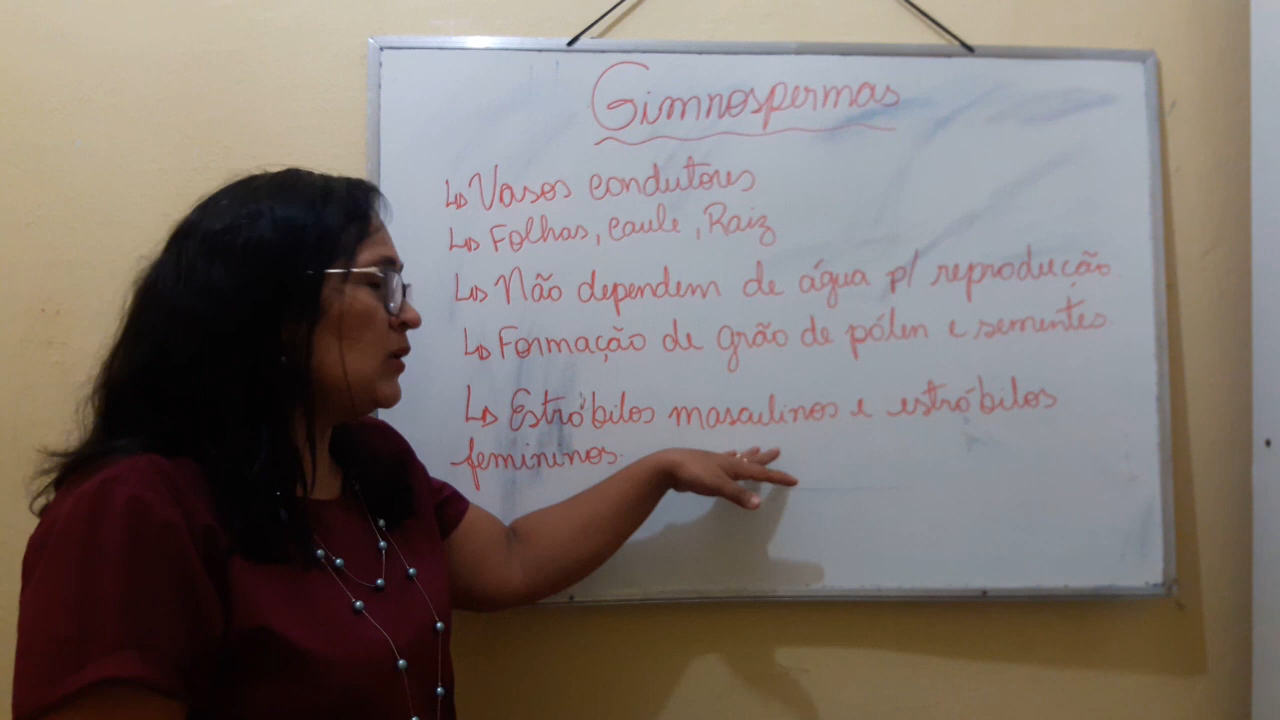 Gimnospermas
↳ Vasos condutores
↳ Folhas, caule, Raiz
↳ Não dependem de água p/ reprodução.
↳ Formação de grão de pólen e sementes.
↳ Estróbilos masculinos e estróbilos
femininos.